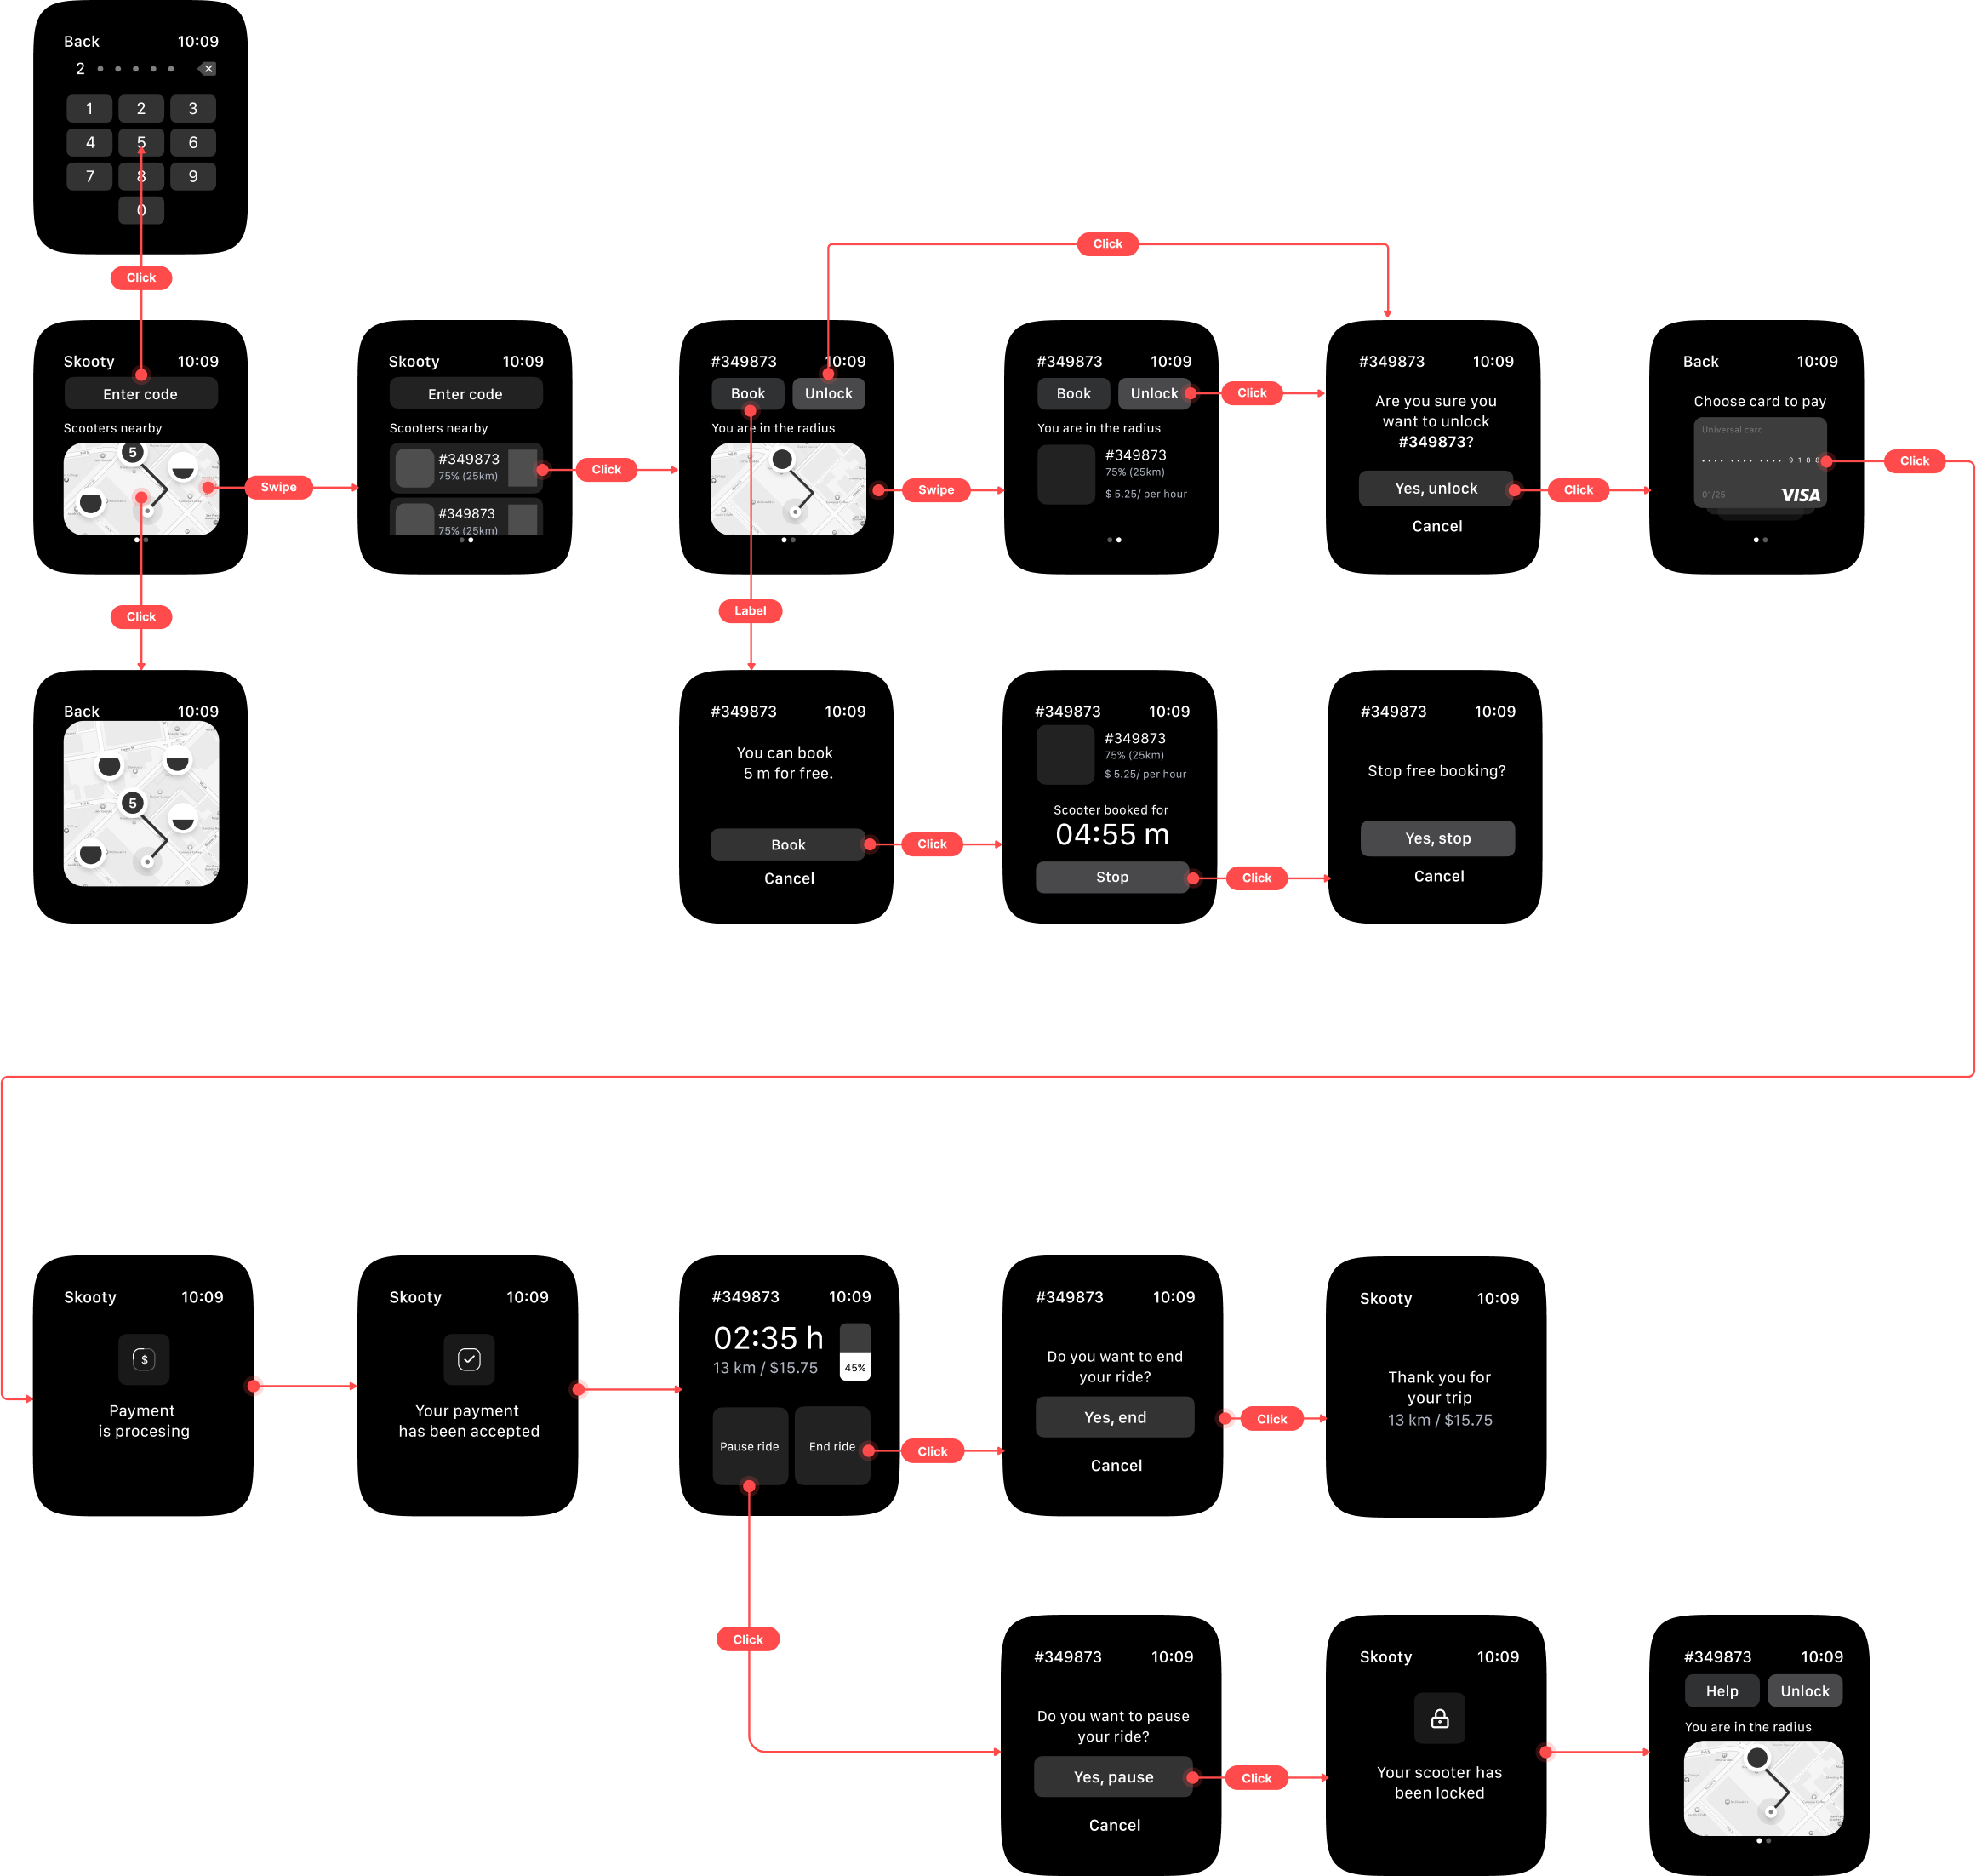 Back 10:09
2
1 2 3
4 5 6
7 8 9
0
Click
Click
Skooty 10:09
Enter code
Scooters nearby
5
Swipe
Skooty 10:09
Enter code
Scooters nearby
#349873
75% (25km)
#349873
75% (25km)
Click
#349873 10:09
Book Unlock
You are in the radius
Swipe
#349873 10:09
Book Unlock
You are in the radius
#349873
75% (25km)
$ 5.25/ per hour
Click
#349873 10:09
Are you sure you
want to unlock
#349873?
Yes, unlock
Cancel
Click
Back 10:09
Choose card to pay
Universal card
9 1 8 8
01/25 VISA
Click
Click
Label
Back 10:09
5
#349873 10:09
You can book
5 m for free.
Book
Cancel
Click
#349873 10:09
#349873
75% (25km)
$ 5.25/ per hour
Scooter booked for
04:55 m
Stop
Click
#349873 10:09
Stop free booking?
Yes, stop
Cancel
Skooty 10:09
$
Payment
is procesing
Skooty 10:09
Your payment
has been accepted
#349873 10:09
02:35 h
13 km / $15.75
45%
Pause ride End ride
Click
#349873 10:09
Do you want to end
your ride?
Yes, end
Cancel
Click
Skooty 10:09
Thank you for
your trip
13 km / $15.75
Click
#349873 10:09
Do you want to pause
your ride?
Yes, pause
Cancel
Click
Skooty 10:09
Your scooter has
been locked
#349873 10:09
Help Unlock
You are in the radius